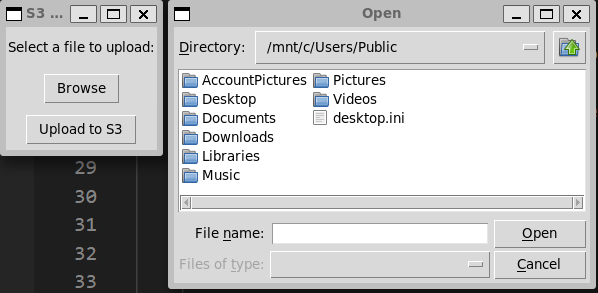 S3 ...
Select a file to upload:
Browse
Upload to S3
29
30
31
32
33
Open
Directory: /mnt/c/Users/Public
AccountPictures Pictures
Desktop Videos
Documents desktop.ini
Downloads
Libraries
Music
File name: Open
Files of type: Cancel